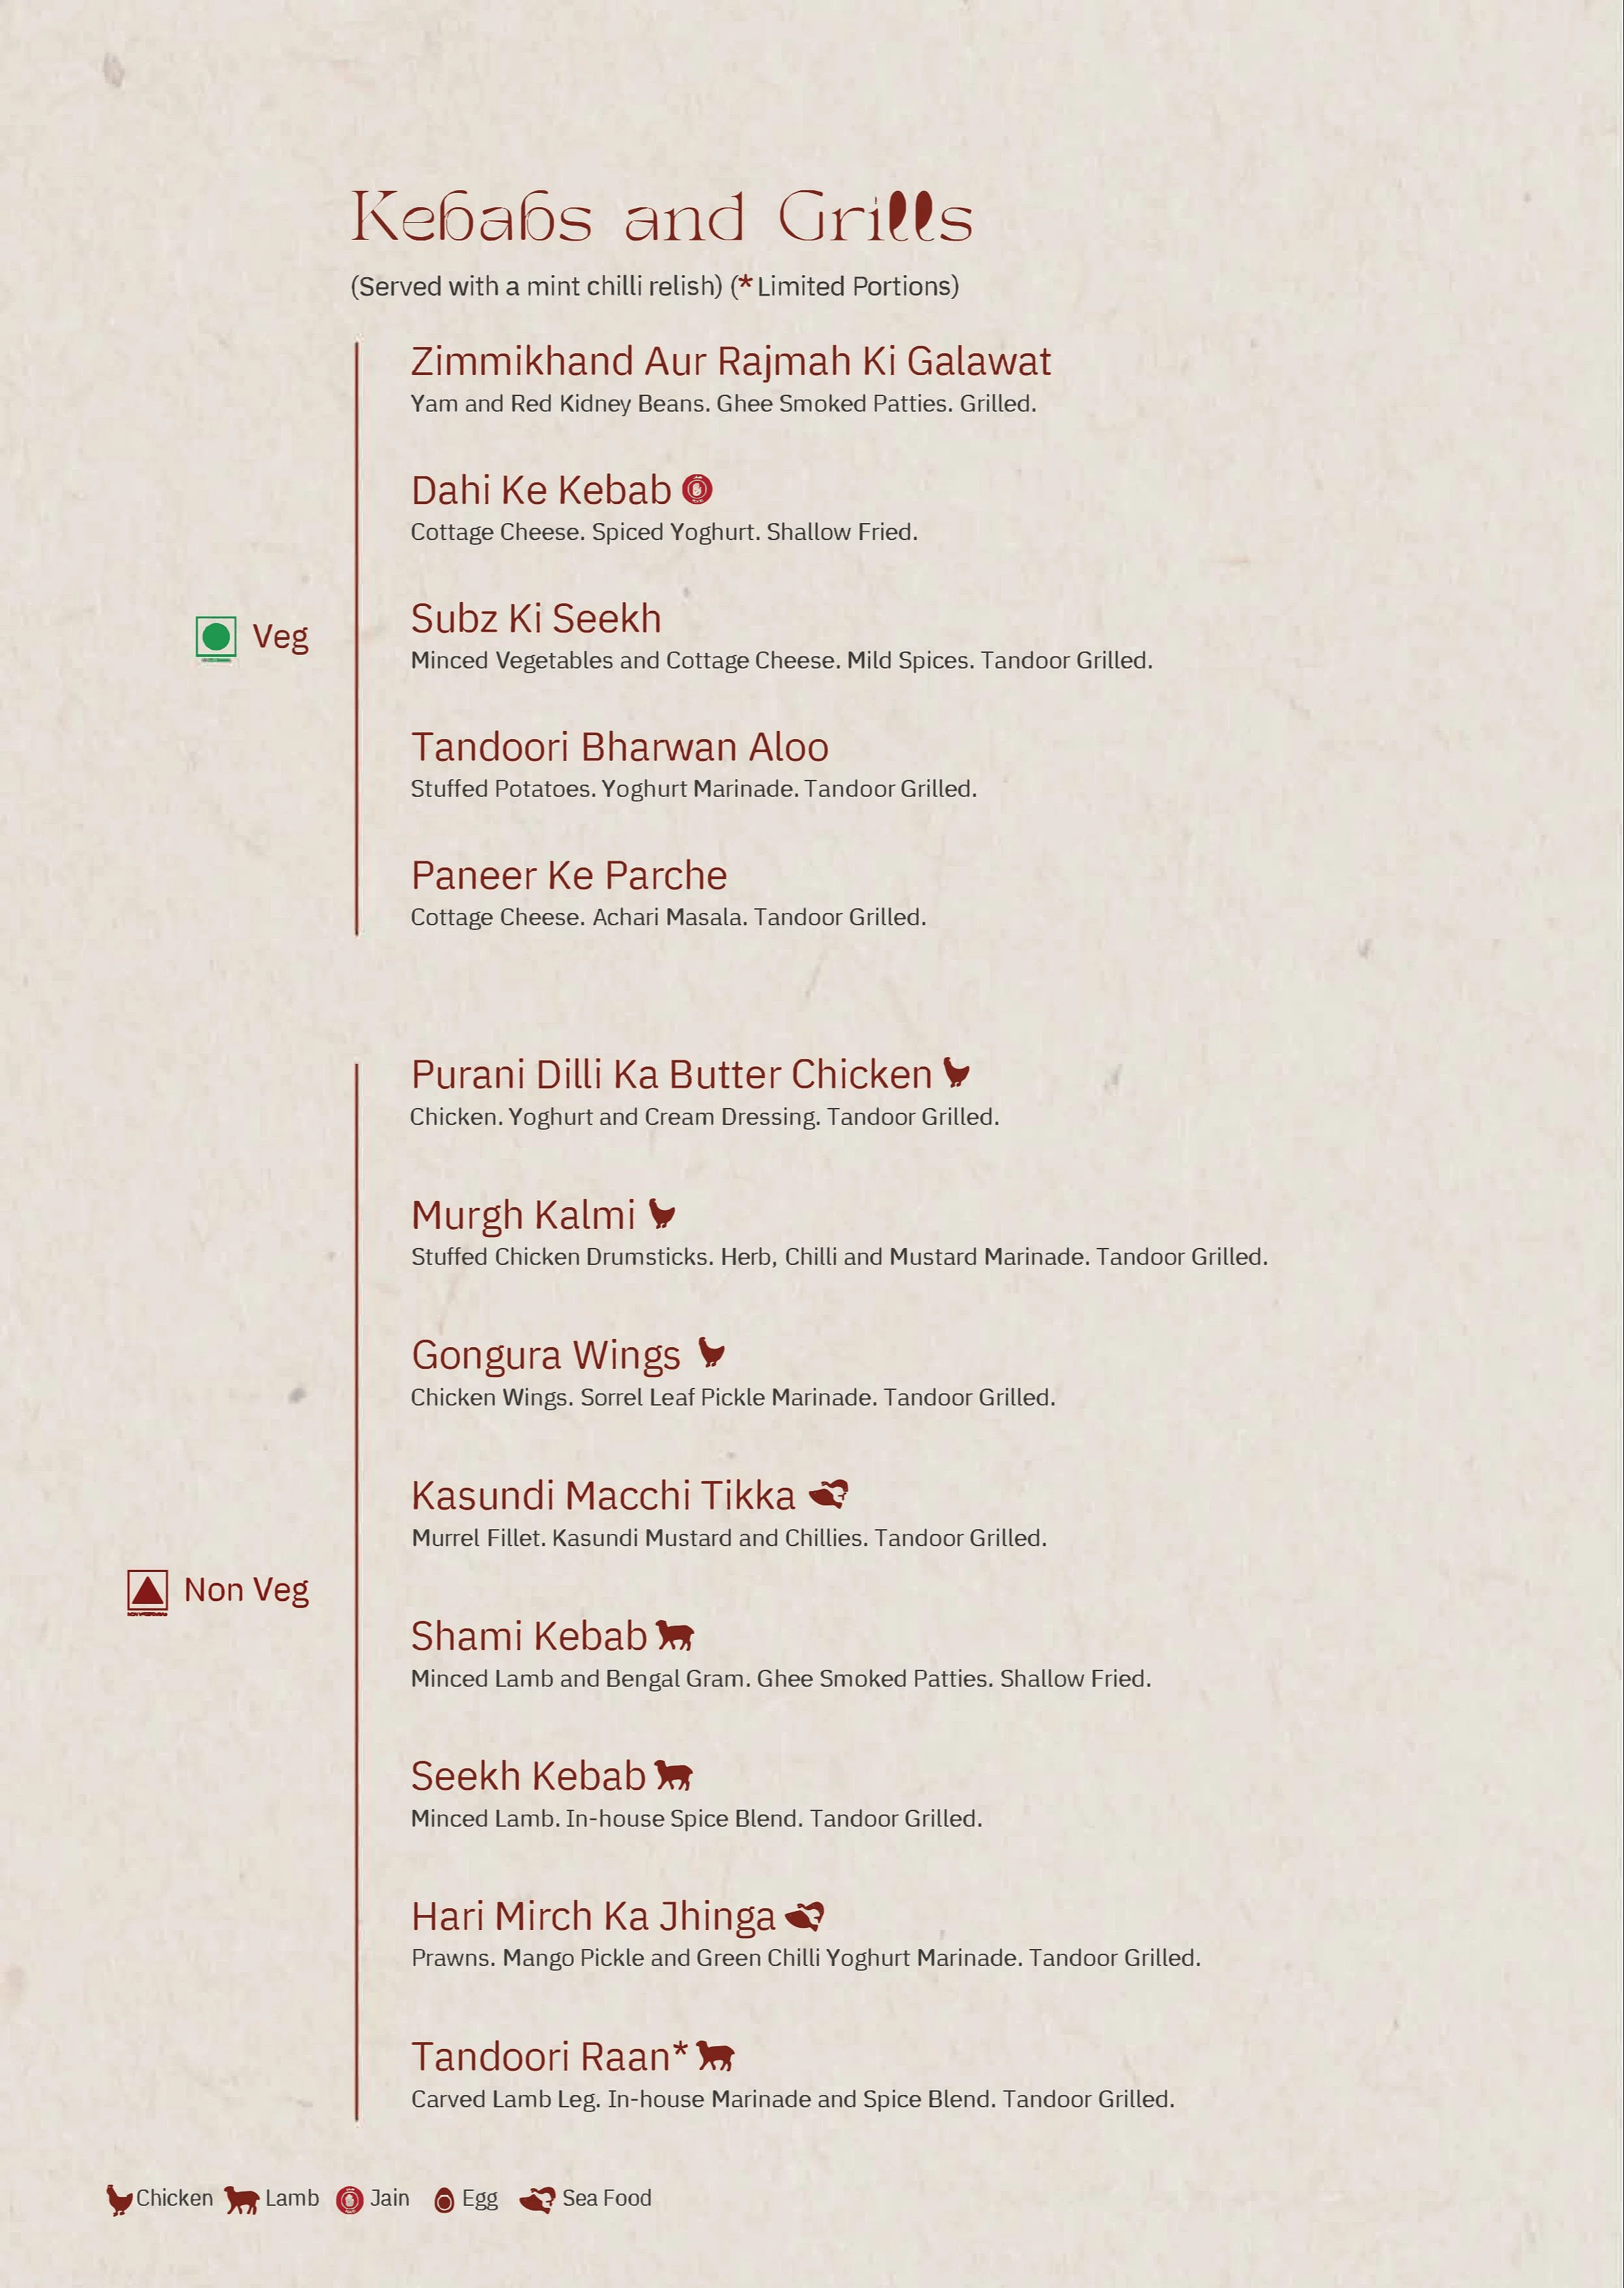 Kebabs and Grills
(Served with a mint chilli relish) (* Limited Portions)
Zimmikhand Aur Rajmah Ki Galawat
Yam and Red Kidney Beans. Ghee Smoked Patties. Grilled.
Dahi Ke Kebab
Cottage Cheese. Spiced Yoghurt. Shallow Fried.
Veg
Subz Ki Seekh
Minced Vegetables and Cottage Cheese. Mild Spices. Tandoor Grilled.
Tandoori Bharwan Aloo
Stuffed Potatoes. Yoghurt Marinade. Tandoor Grilled.
Paneer Ke Parche
Cottage Cheese. Achari Masala. Tandoor Grilled.
Purani Dilli Ka Butter Chicken
Chicken. Yoghurt and Cream Dressing. Tandoor Grilled.
Murgh Kalmi
Stuffed Chicken Drumsticks. Herb, Chilli and Mustard Marinade. Tandoor Grilled.
Gongura Wings
Chicken Wings. Sorrel Leaf Pickle Marinade. Tandoor Grilled.
Kasundi Macchi Tikka
Murrel Fillet. Kasundi Mustard and Chillies. Tandoor Grilled.
Non Veg
Shami Kebab
Minced Lamb and Bengal Gram. Ghee Smoked Patties. Shallow Fried.
Seekh Kebab
Minced Lamb. In-house Spice Blend. Tandoor Grilled.
Hari Mirch Ka Jhinga
Prawns. Mango Pickle and Green Chilli Yoghurt Marinade. Tandoor Grilled.
Tandoori Raan*
Carved Lamb Leg. In-house Marinade and Spice Blend. Tandoor Grilled.
Chicken Lamb Jain Egg Sea Food